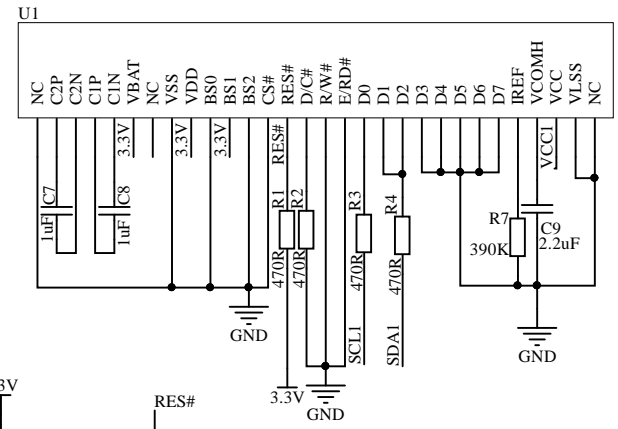 U1
NC
C2P
C2N
C1P
C1N
VBAT
NC
VSS
VDD
BS0
BS1
BS2
CS#
RES#
D/C#
R/W#
E/RD#
D0
D1
D2
D3
D4
D5
D6
D7
IREF
VCOMH
VCC
VLSS
NC
3.3V
3.3V
3.3V
RES#
VCC1
C7
1uF
C8
1uF
R1
470R
R2
470R
R3
470R
R4
470R
R7
390K
C9
2.2uF
GND
SCL1
SDA1
GND
3.3V
GND
3V
RES#